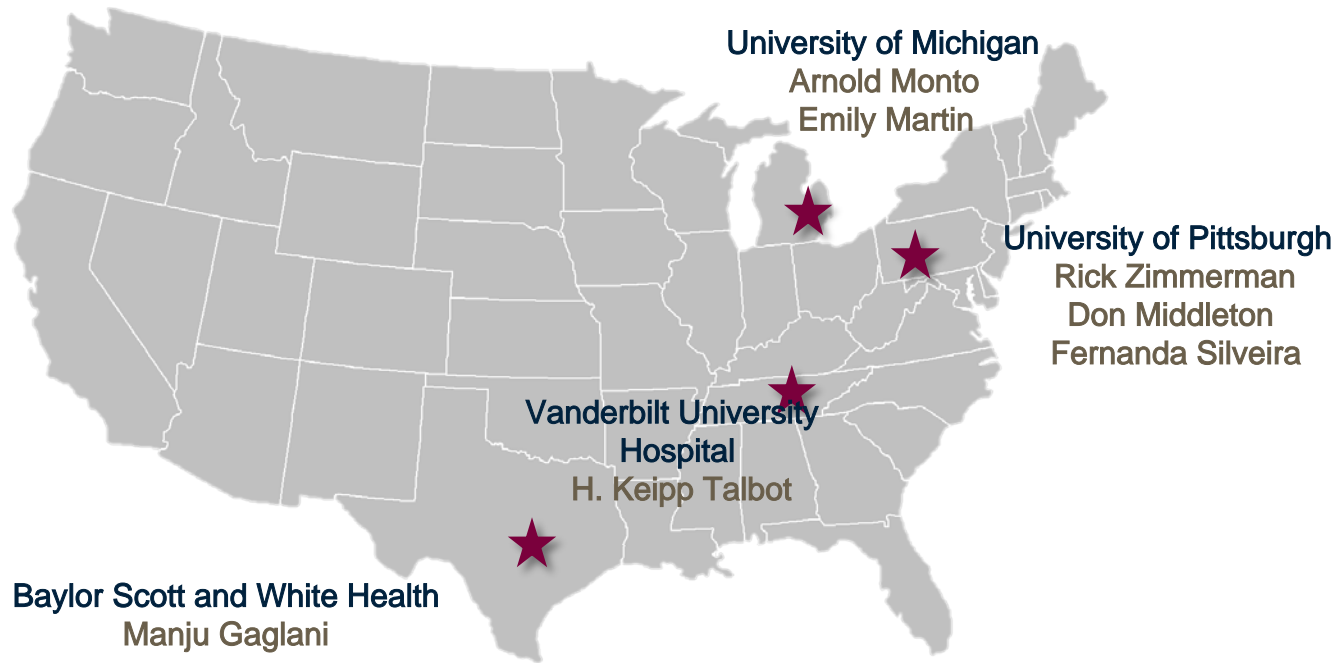 University of Michigan
Arnold Monto
Emily Martin
University of Pittsburgh
Rick Zimmerman
Don Middleton
Fernanda Silveira
Vanderbilt University
Hospital
H. Keipp Talbot
Baylor Scott and White Health
Manju Gaglani